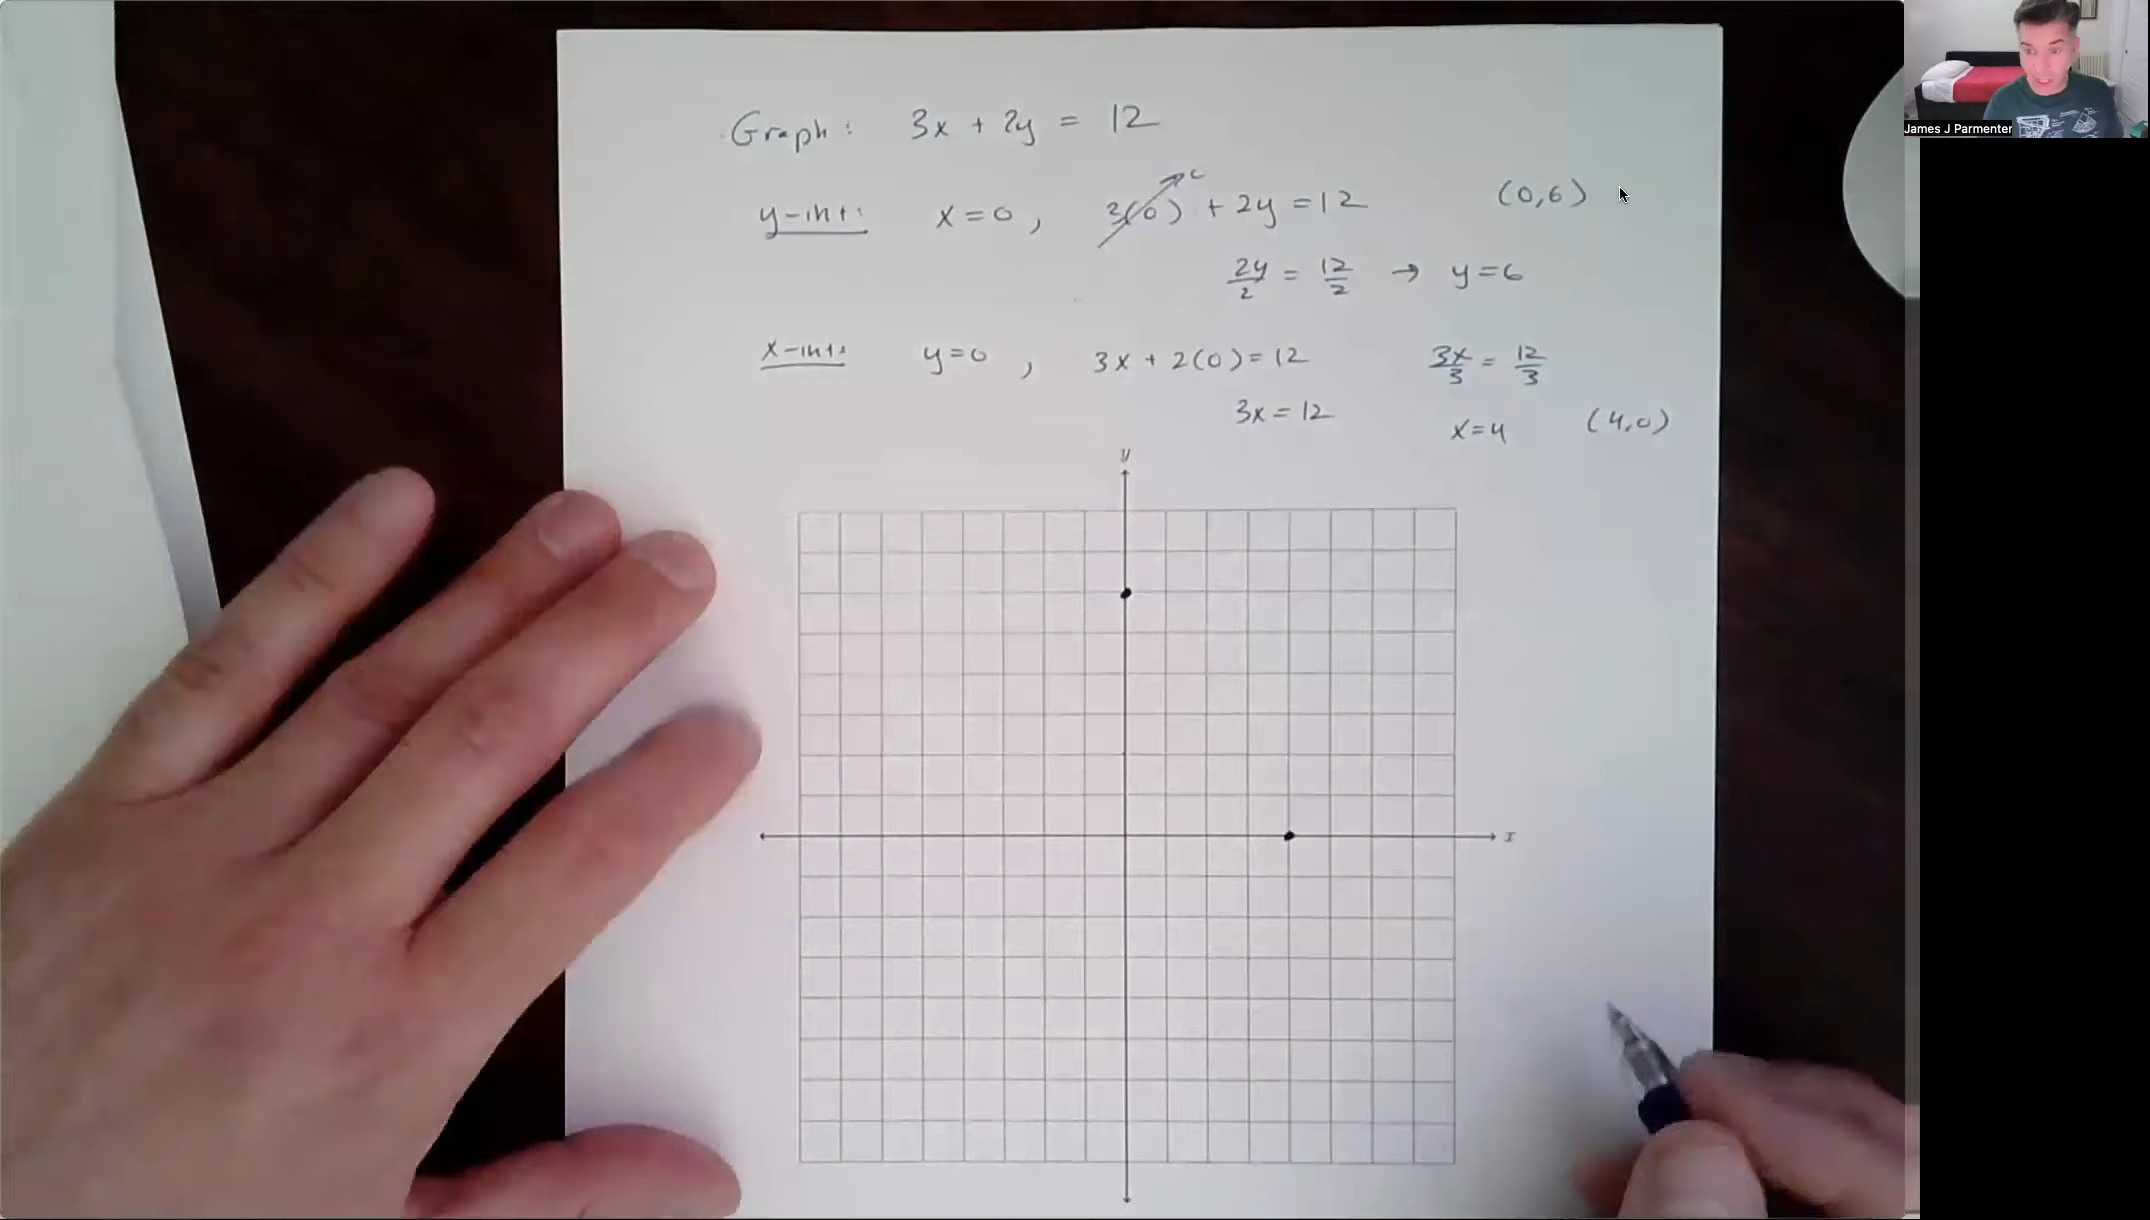 Graph: 3x + 2y = 12
y-int: x=0, 3(0) + 2y = 12 (0,6)
2y/2 = 12/2 → y=6
x-int: y=0, 3x + 2(0) = 12 3x/3 = 12/3
3x = 12 x=4 (4,0)
y
x
James J Parmenter